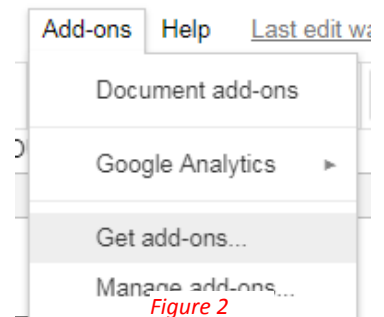 Add-ons Help Last edit wa
Document add-ons
Google Analytics ►
Get add-ons...
Manage add-ons...
Figure 2